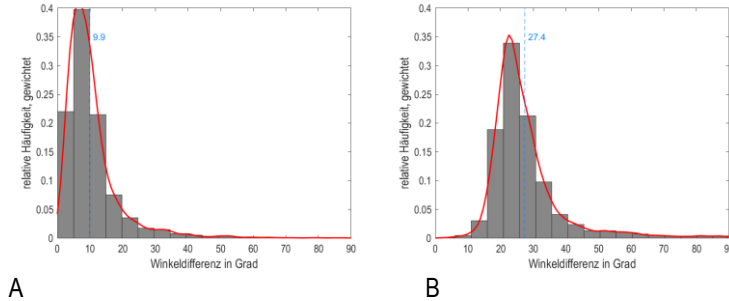 relative Häufigkeit, gewichtet
0.4
0.35
0.3
0.25
0.2
0.15
0.1
0.05
0
9.9
0 10 20 30 40 50 60 70 80 90
Winkeldifferenz in Grad
A
relative Häufigkeit, gewichtet
0.4
0.35
0.3
0.25
0.2
0.15
0.1
0.05
0
27.4
0 10 20 30 40 50 60 70 80 90
Winkeldifferenz in Grad
B